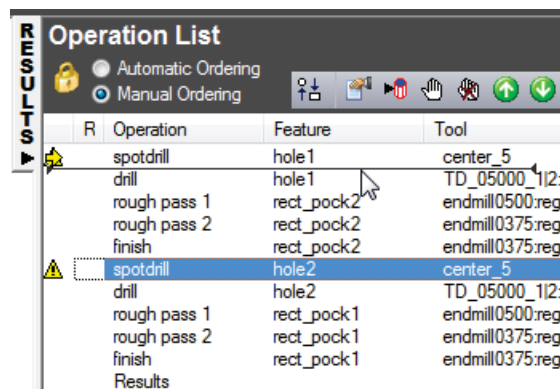 RESULTS
Operation List
Automatic Ordering
Manual Ordering
R Operation Feature Tool
spotdrill hole1 center_5
drill hole1 TD_05000_1|2:
rough pass 1 rect_pock2 endmill0500:reg
rough pass 2 rect_pock2 endmill0375:reg
finish rect_pock2 endmill0375:reg
spotdrill hole2 center_5
drill hole2 TD_05000_1|2:
rough pass 1 rect_pock1 endmill0500:reg
rough pass 2 rect_pock1 endmill0375:reg
finish rect_pock1 endmill0375:reg
Results